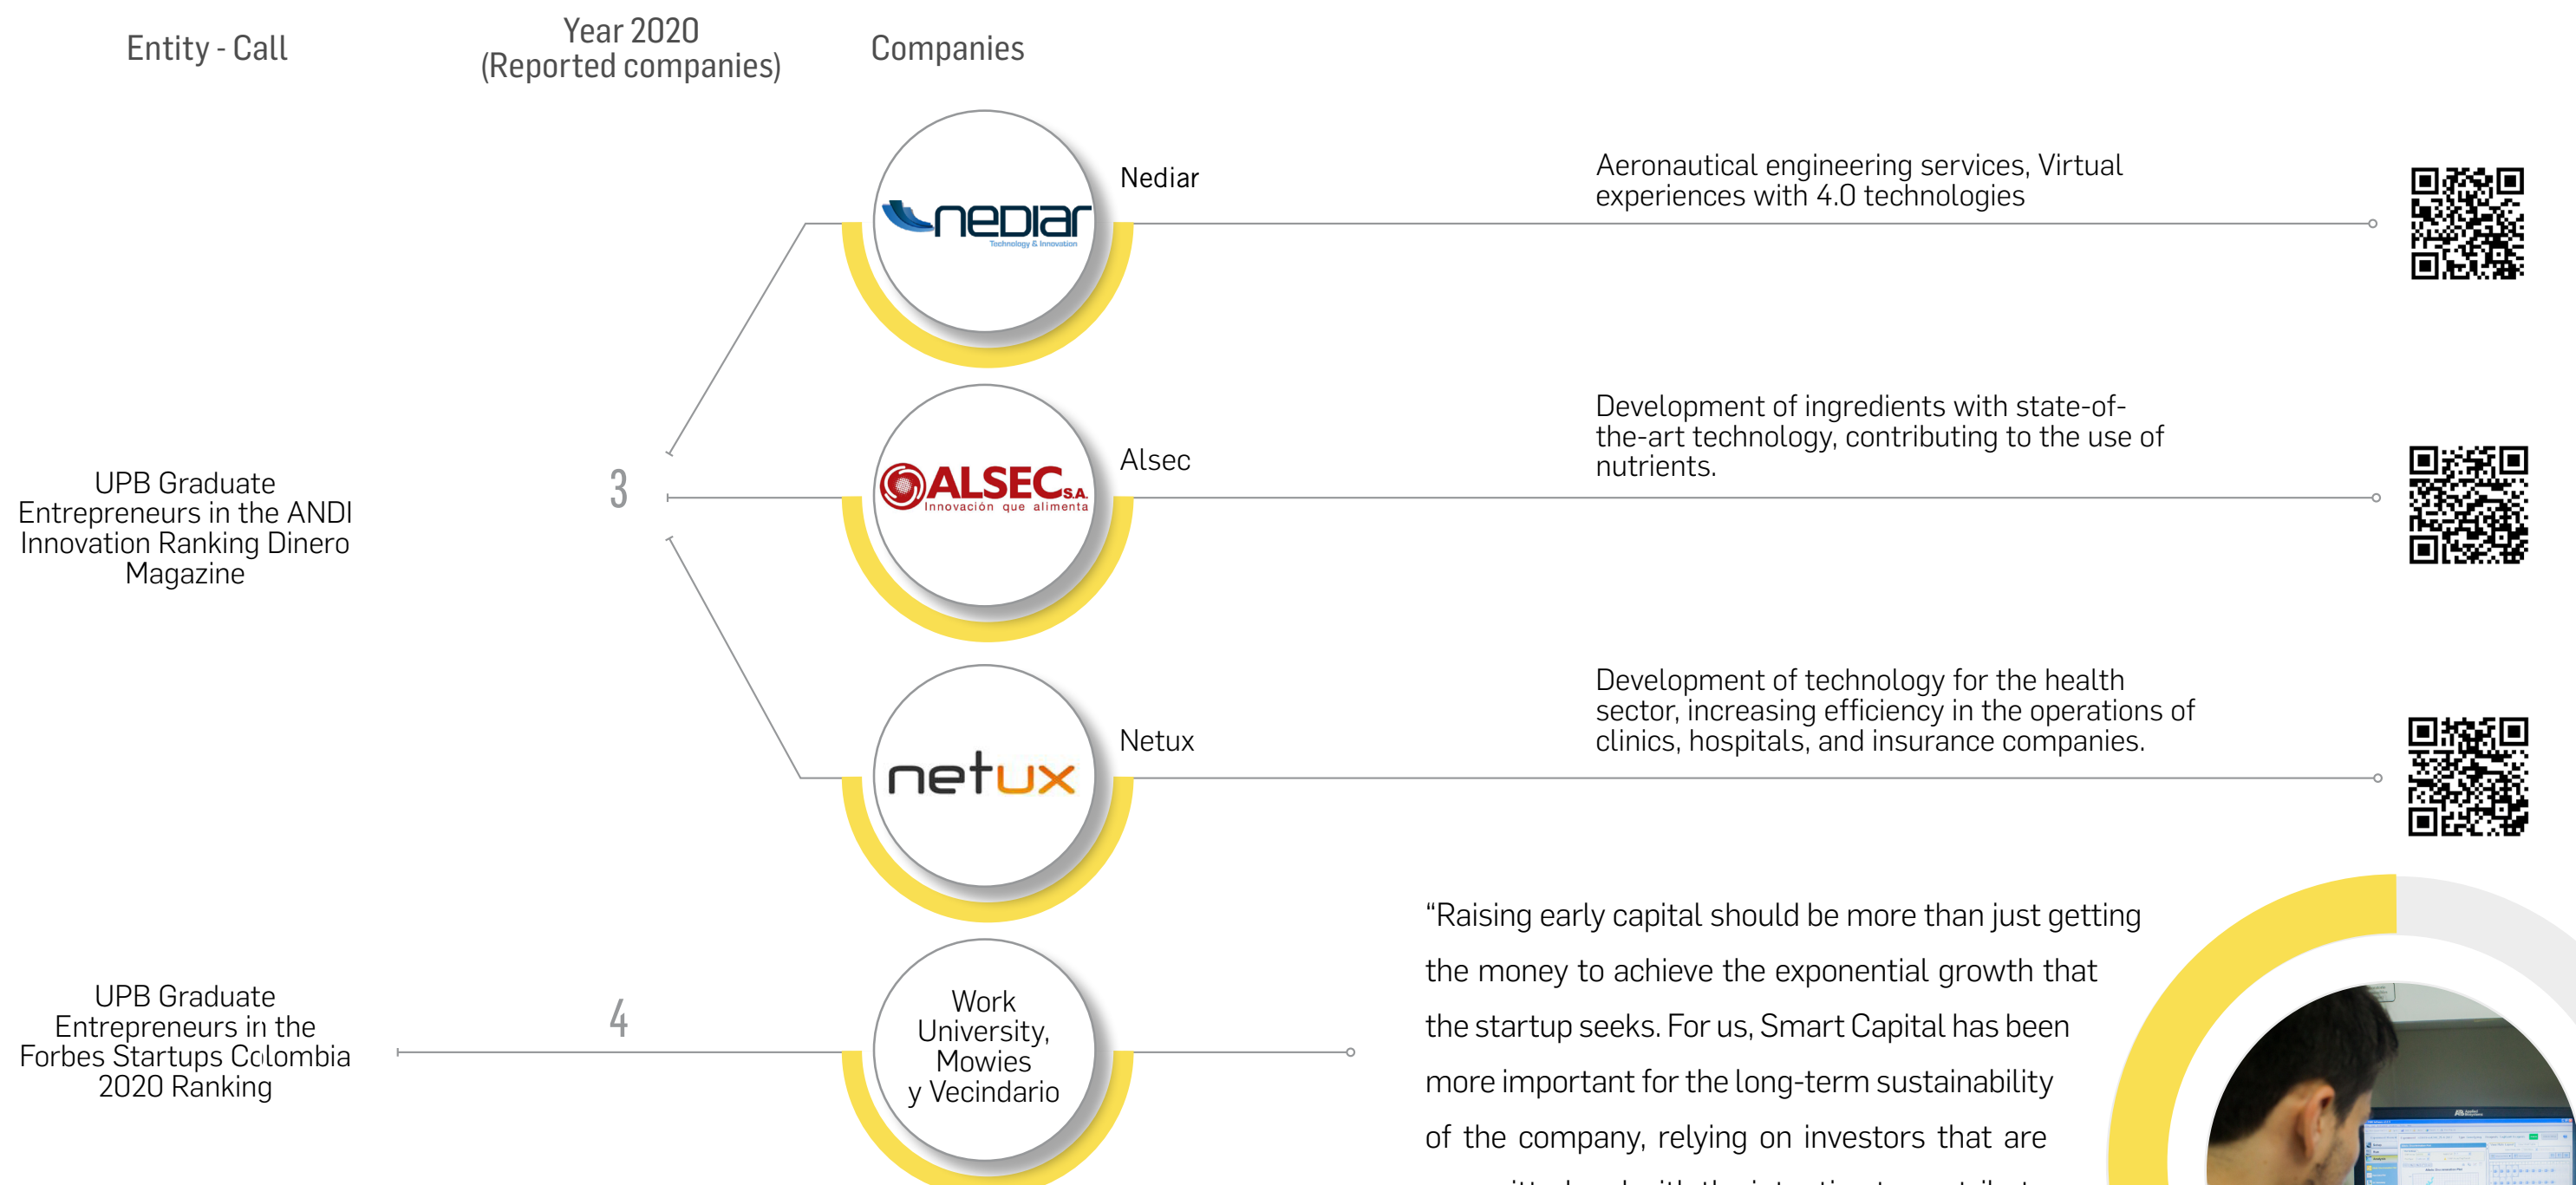 Entity - Call
Year 2020
(Reported companies)
Companies
neDiar
Technology & Innovation
Nediar
Aeronautical engineering services, Virtual
experiences with 4.0 technologies
UPB Graduate
Entrepreneurs in the ANDI
Innovation Ranking Dinero
Magazine
3
ALSEC S.A.
Innovación que alimenta
Alsec
Development of ingredients with state-of-
the-art technology, contributing to the use of
nutrients.
netux
Netux
Development of technology for the health
sector, increasing efficiency in the operations of
clinics, hospitals, and insurance companies.
UPB Graduate
Entrepreneurs in the
Forbes Startups Colombia
2020 Ranking
4
Work
University,
Mowies
y Vecindario
“Raising early capital should be more than just getting
the money to achieve the exponential growth that
the startup seeks. For us, Smart Capital has been
more important for the long-term sustainability
of the company, relying on investors that are